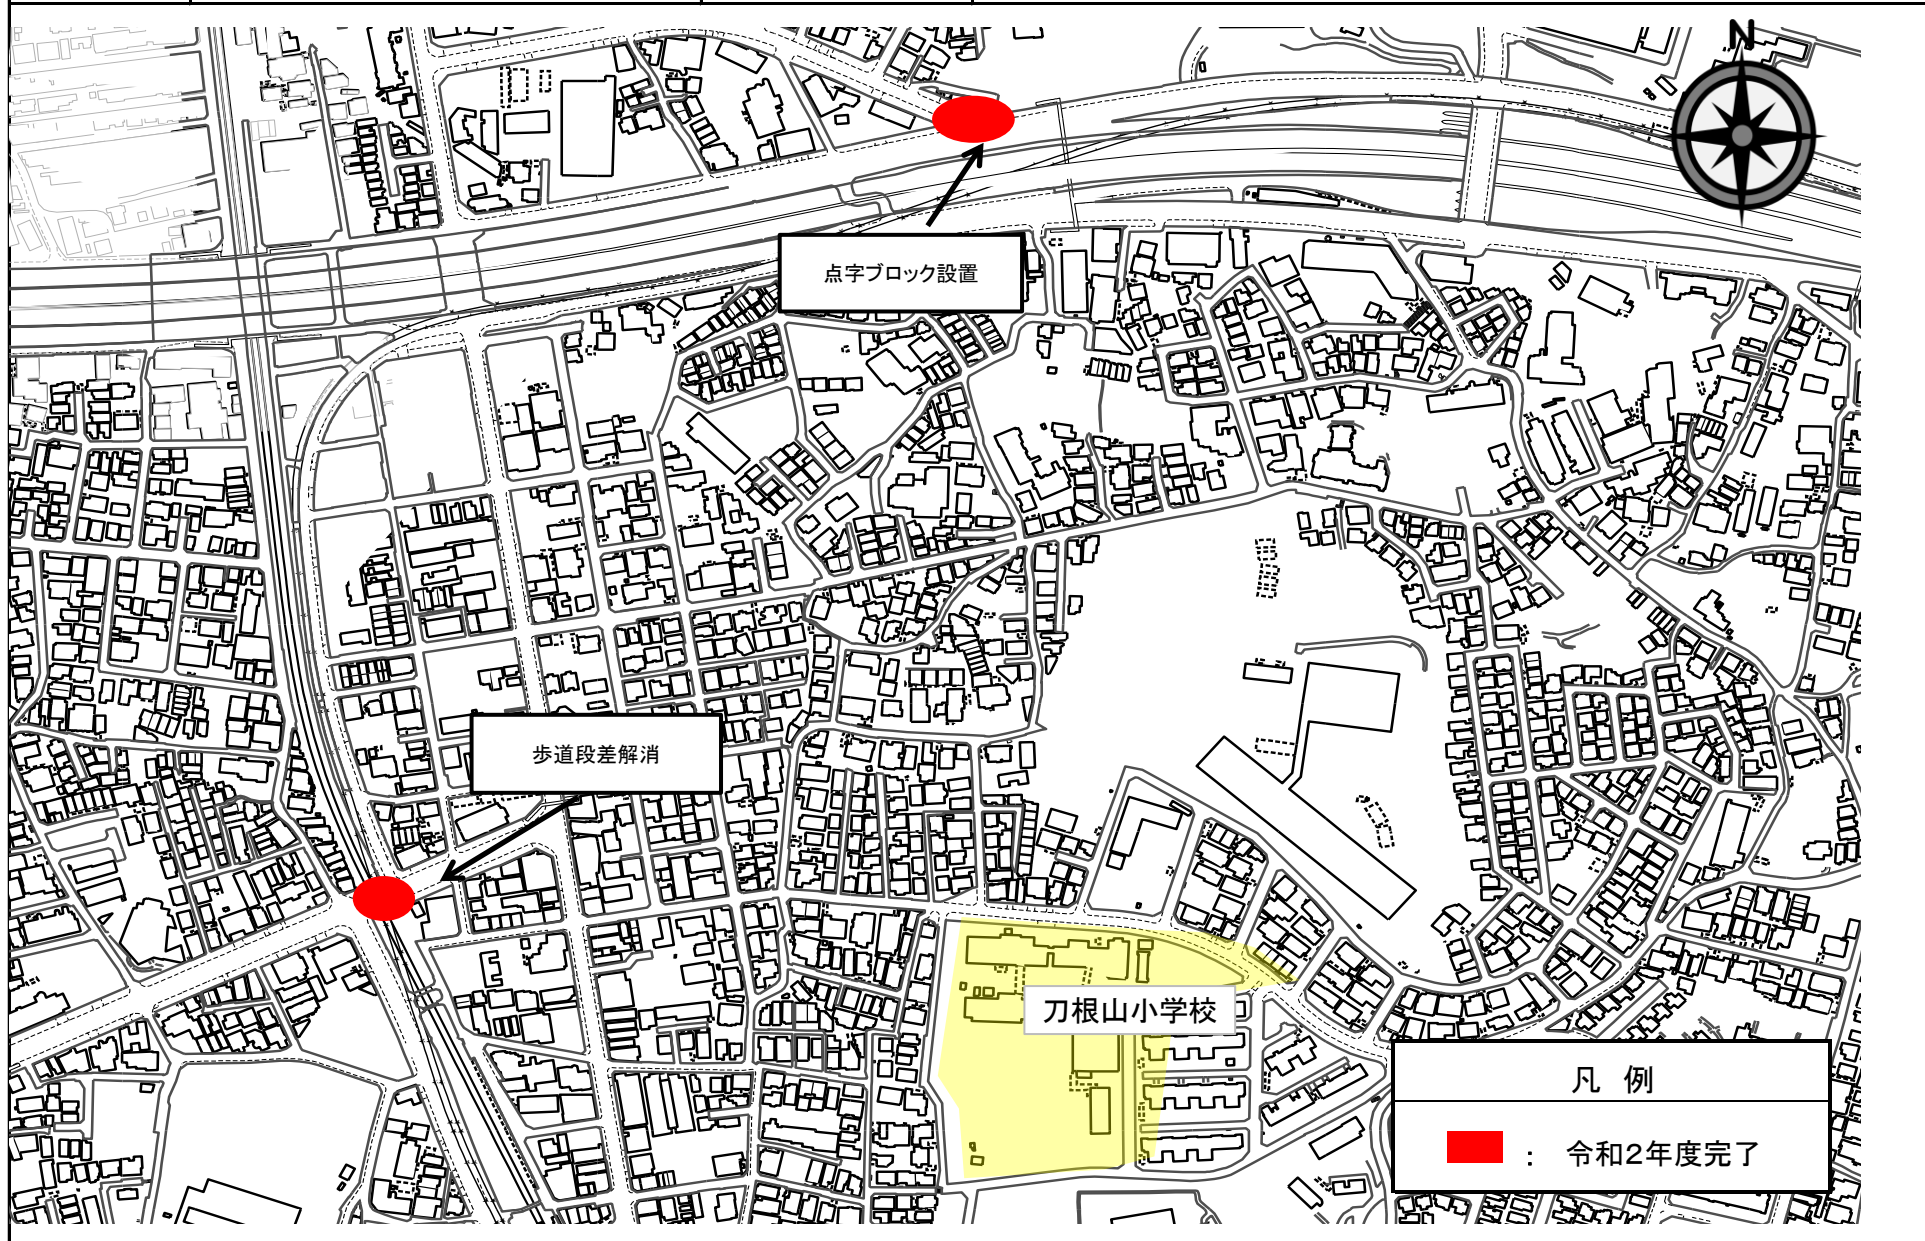 N
点字ブロック設置
歩道段差解消
刀根山小学校
凡 例
： 令和2年度完了